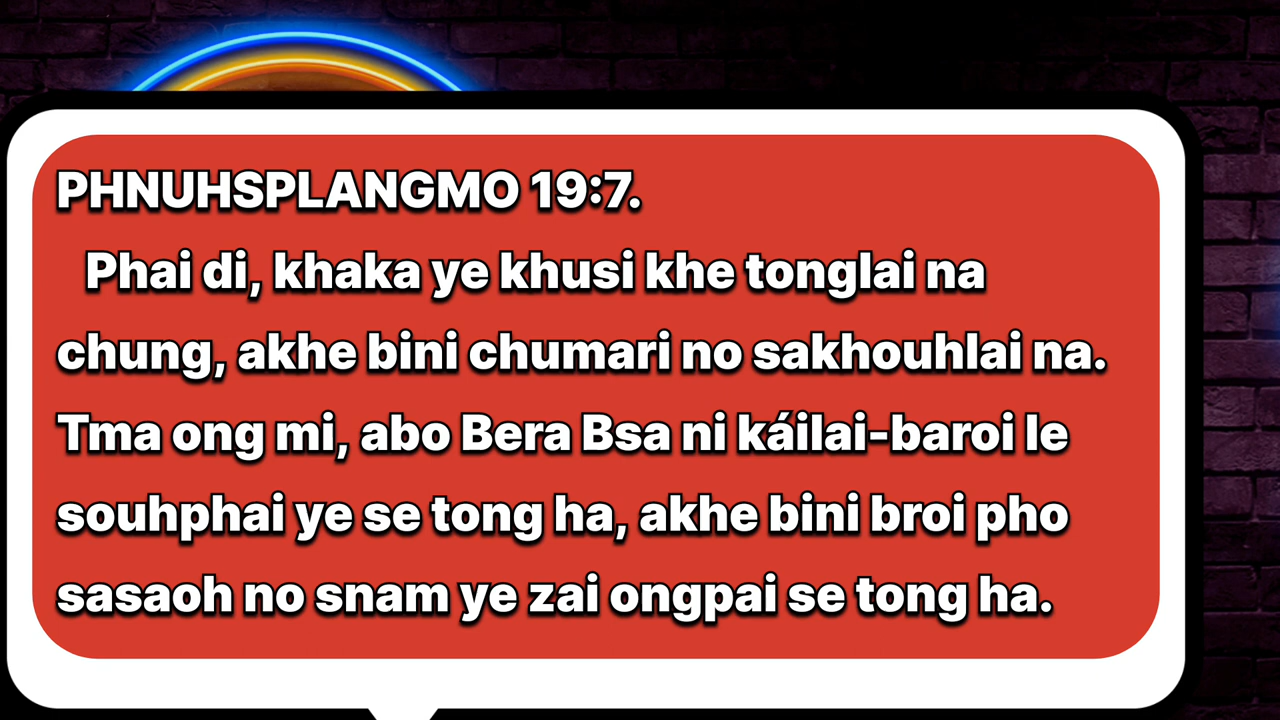 PHNUHSPLANGMO 19:7.
Phai di, khaka ye khusi khe tonglai na
chung, akhe bini chumari no sakhouhlai na.
Tma ong mi, abo Bera Bsa ni káilai-baroi le
souhphai ye se tong ha, akhe bini broi pho
sasaoh no snam ye zai ongpai se tong ha.